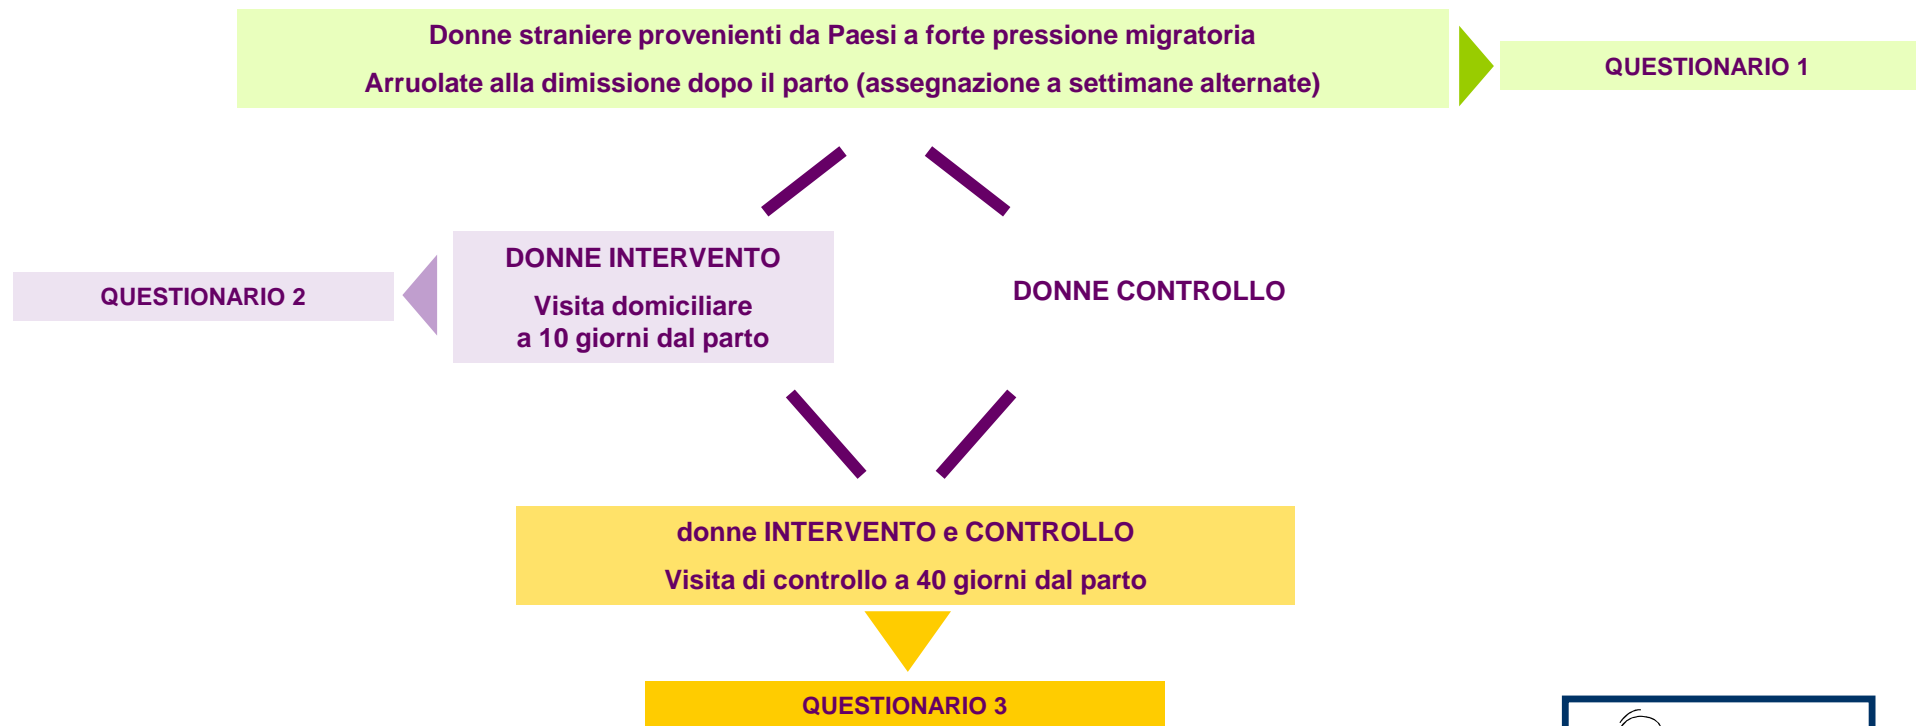 Donne straniere provenienti da Paesi a forte pressione migratoria
Arruolate alla dimissione dopo il parto (assegnazione a settimane alternate)
QUESTIONARIO 1
DONNE INTERVENTO
Visita domiciliare
a 10 giorni dal parto
QUESTIONARIO 2
DONNE CONTROLLO
donne INTERVENTO e CONTROLLO
Visita di controllo a 40 giorni dal parto
QUESTIONARIO 3